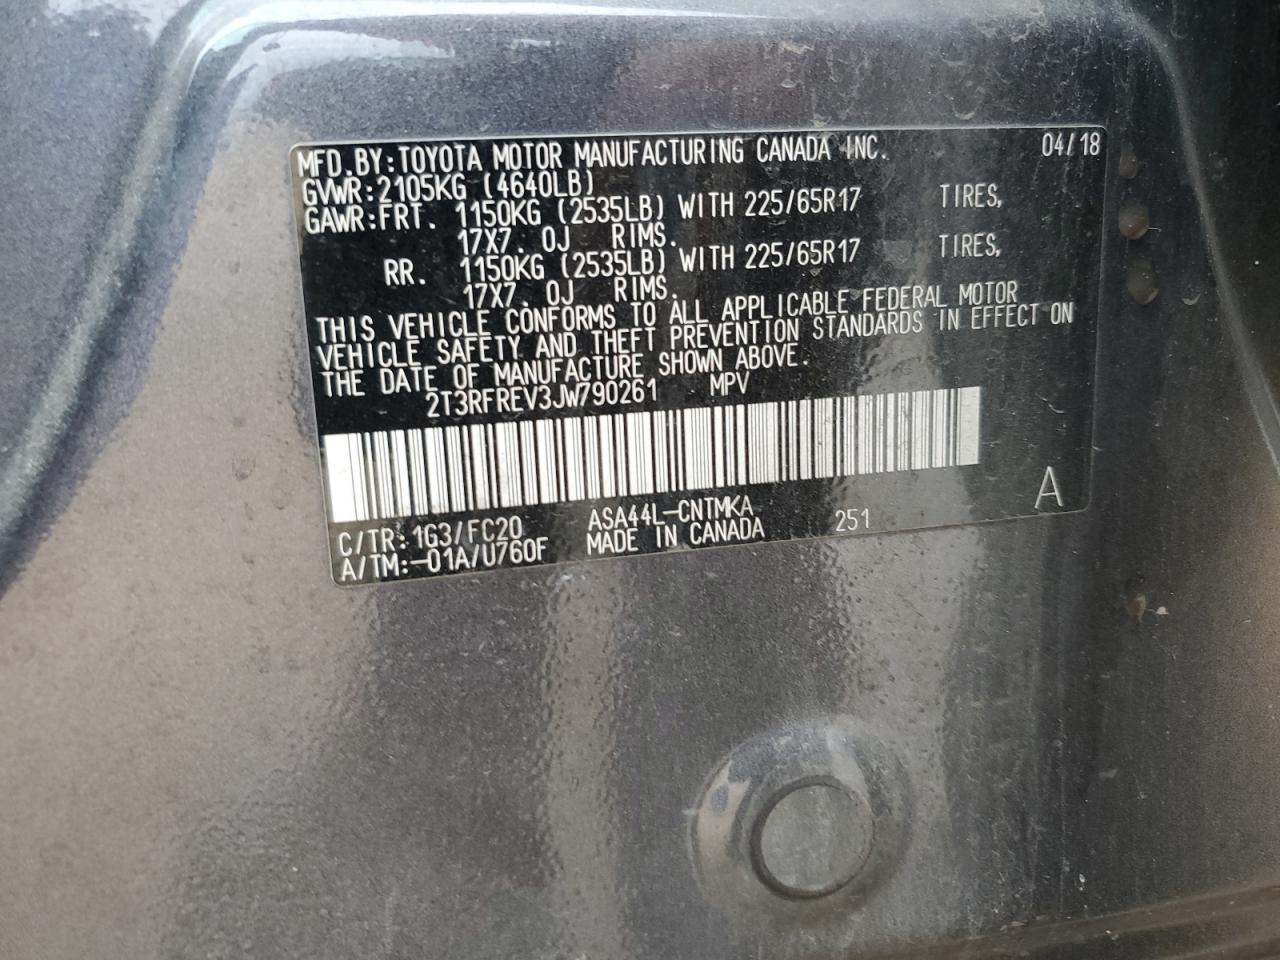 MFD.BY:TOYOTA MOTOR MANUFACTURING CANADA INC. 04/18
GVWR:2105KG (4640LB)
GAWR:FRT. 1150KG (2535LB) WITH 225/65R17 TIRES,
17X7.0J RIMS.
RR. 1150KG (2535LB) WITH 225/65R17 TIRES,
17X7.0J RIMS.
THIS VEHICLE CONFORMS TO ALL APPLICABLE FEDERAL MOTOR
VEHICLE SAFETY AND THEFT PREVENTION STANDARDS IN EFFECT ON
THE DATE OF MANUFACTURE SHOWN ABOVE.
2T3RFREV3JW790261 MPV
C/TR:1G3/FC20 ASA44L-CNTMKA 251 A
A/TM:-01A/U760F MADE IN CANADA